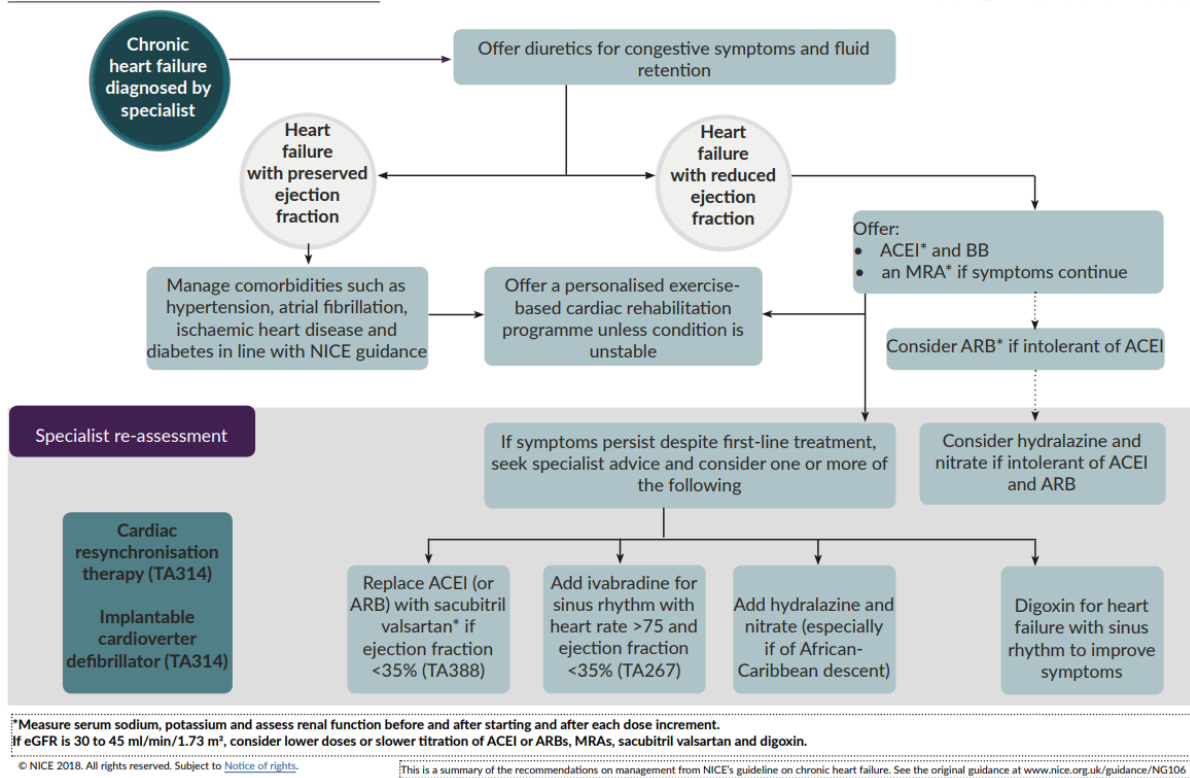 Chronic
heart failure
diagnosed by
specialist
Offer diuretics for congestive symptoms and fluid
retention
Heart
failure
with preserved
ejection
fraction
Heart
failure
with reduced
ejection
fraction
Offer:
• ACEI* and BB
• an MRA* if symptoms continue
Manage comorbidities such as
hypertension, atrial fibrillation,
ischaemic heart disease and
diabetes in line with NICE guidance
Offer a personalised exercise-
based cardiac rehabilitation
programme unless condition is
unstable
Consider ARB* if intolerant of ACEI
Specialist re-assessment
If symptoms persist despite first-line treatment,
seek specialist advice and consider one or more of
the following
Consider hydralazine and
nitrate if intolerant of ACEI
and ARB
Cardiac
resynchronisation
therapy (TA314)
Implantable
cardioverter
defibrillator (TA314)
Replace ACEI (or
ARB) with sacubitril
valsartan* if
ejection fraction
<35% (TA388)
Add ivabradine for
sinus rhythm with
heart rate >75 and
ejection fraction
<35% (TA267)
Add hydralazine and
nitrate (especially
if of African-
Caribbean descent)
Digoxin for heart
failure with sinus
rhythm to improve
symptoms
*Measure serum sodium, potassium and assess renal function before and after starting and after each dose increment.
If eGFR is 30 to 45 ml/min/1.73 m², consider lower doses or slower titration of ACEI or ARBs, MRAs, sacubitril valsartan and digoxin.
© NICE 2018. All rights reserved. Subject to Notice of rights.
This is a summary of the recommendations on management from NICE's guideline on chronic heart failure. See the original guidance at www.nice.org.uk/guidance/NG106